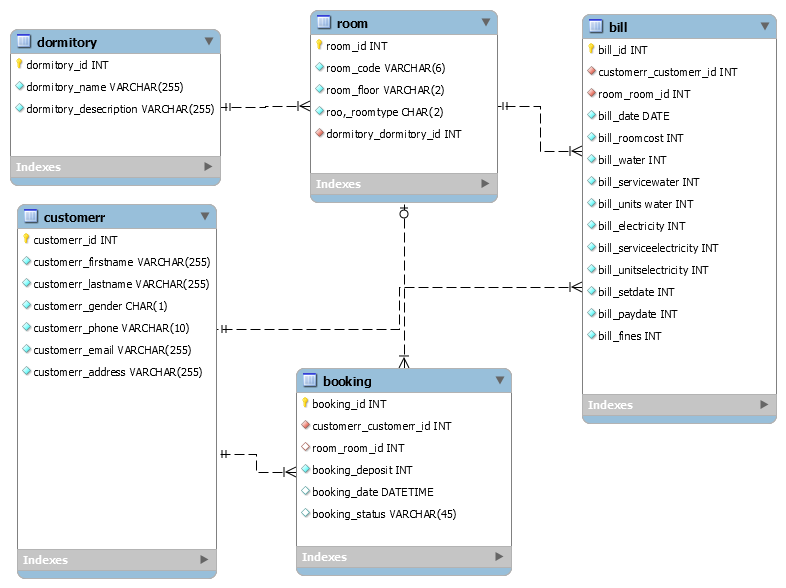 dormitory
dormitory_id INT
dormitory_name VARCHAR(255)
dormitory_desecription VARCHAR(255)
Indexes
room
room_id INT
room_code VARCHAR(6)
room_floor VARCHAR(2)
roo,_roomtype CHAR(2)
dormitory_dormitory_id INT
Indexes
bill
bill_id INT
customerr_customerr_id INT
room_room_id INT
bill_date DATE
bill_roomcost INT
bill_water INT
bill_servicewater INT
bill_units water INT
bill_electricity INT
bill_serviceelectricity INT
bill_unitselectricity INT
bill_setdate INT
bill_paydate INT
bill_fines INT
Indexes
customerr
customerr_id INT
customerr_firstname VARCHAR(255)
customerr_lastname VARCHAR(255)
customerr_gender CHAR(1)
customerr_phone VARCHAR(10)
customerr_email VARCHAR(255)
customerr_address VARCHAR(255)
Indexes
booking
booking_id INT
customerr_customerr_id INT
room_room_id INT
booking_deposit INT
booking_date DATETIME
booking_status VARCHAR(45)
Indexes